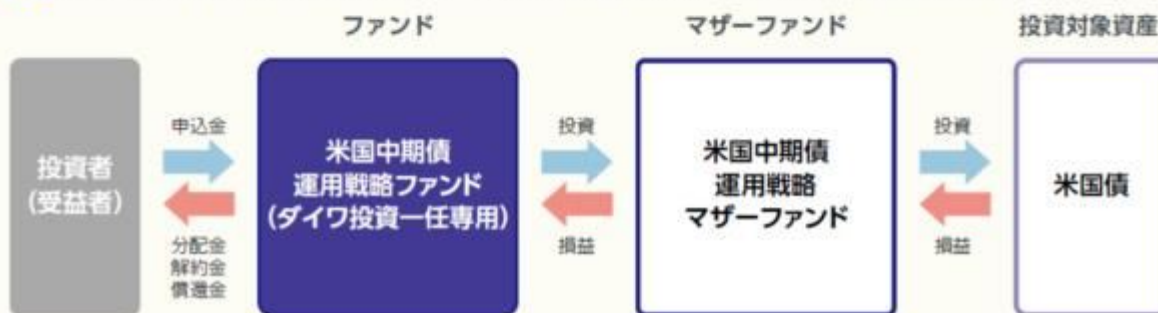 ファンド
マザーファンド
投資対象資産
投資者
(受益者)
申込金
分配金
解約金
償還金
米国中期債
運用戦略ファンド
(ダイワ投資一任専用)
投資
損益
米国中期債
運用戦略
マザーファンド
投資
損益
米国債